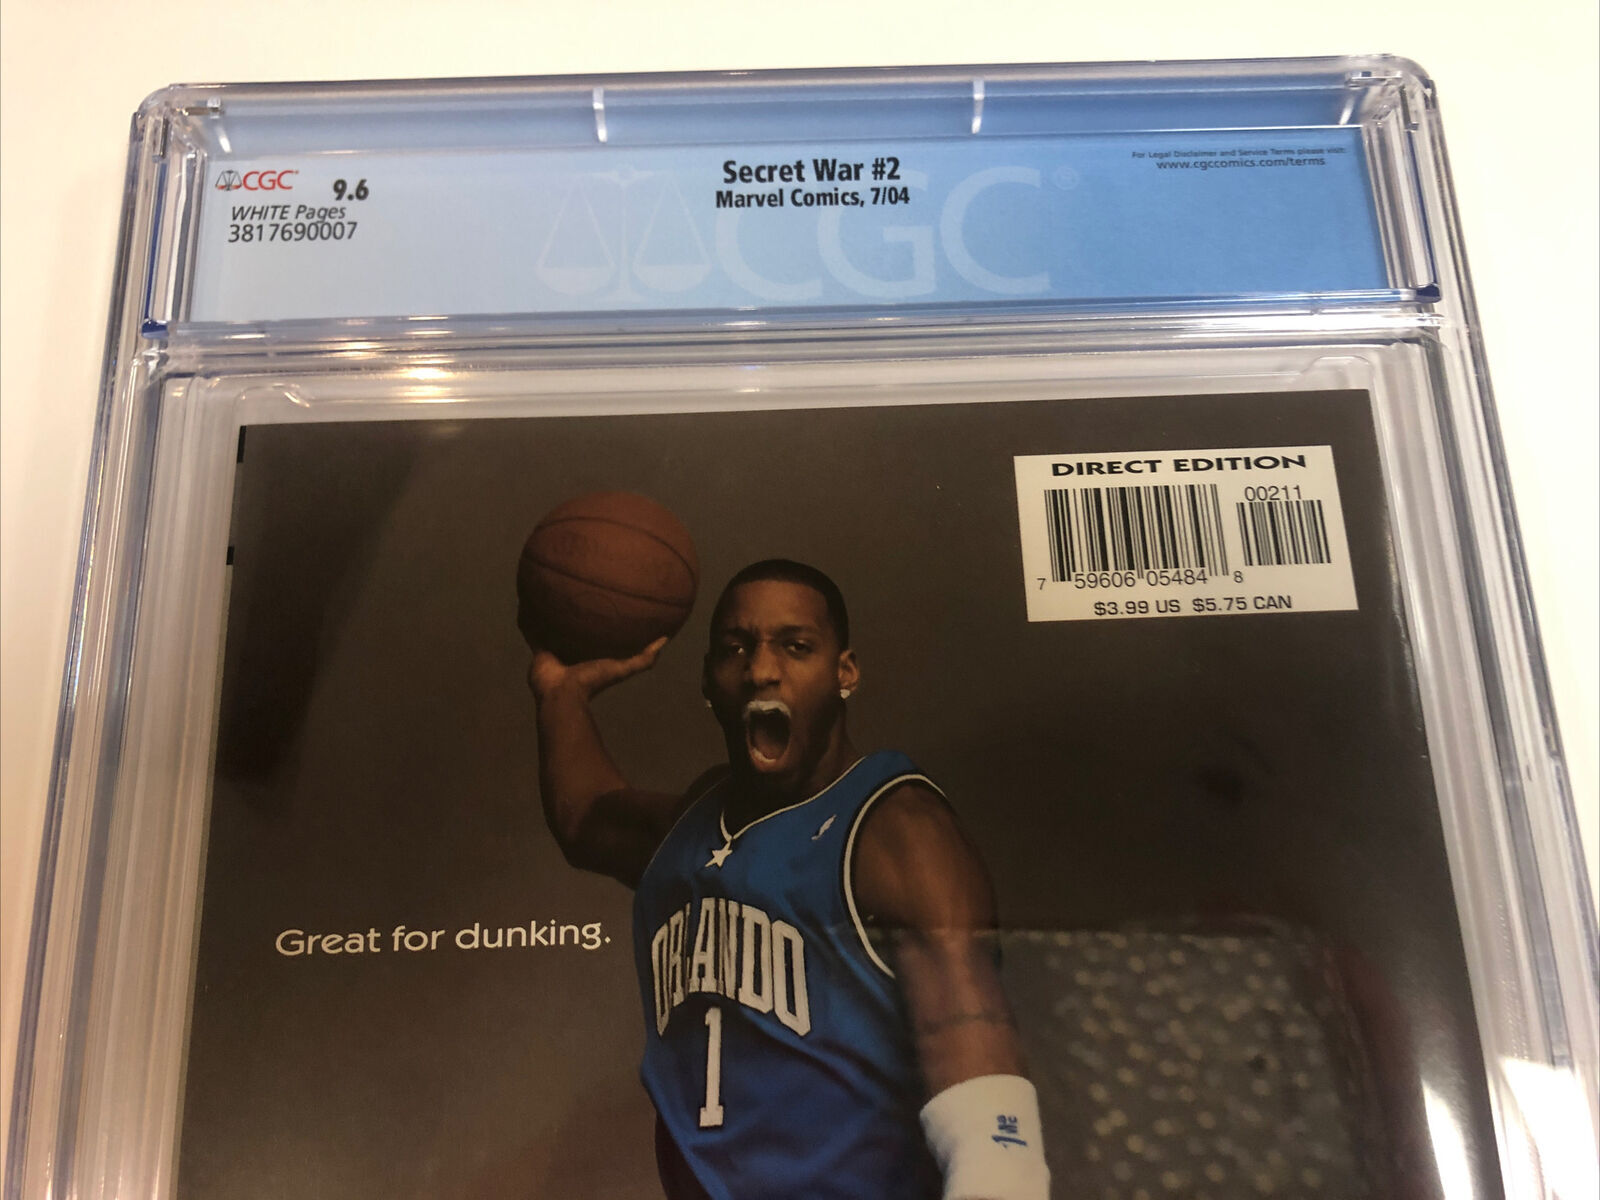 CGC
9.6
WHITE Pages
3817690007
Secret War #2
Marvel Comics, 7/04
For Legal Disclaimer and Service Terms please visit:
www.cgccomics.com/terms
CGC
DIRECT EDITION
00211
7 59606 05484 8
$3.99 US $5.75 CAN
Great for dunking.
ORLANDO
1